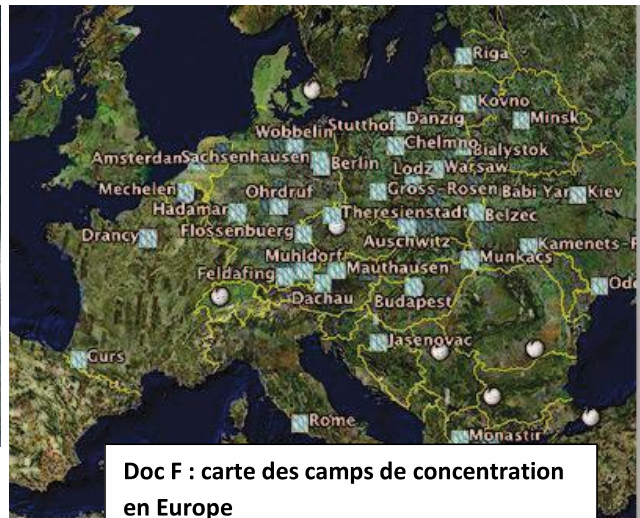 Riga
Kovno
Danzig
Minsk
Stutthof
Wobbelin
Chelmno
Bialystok
Amsterdam
Sachsenhausen
Berlin
Lodz
Warsaw
Mechelen
Ohrdruf
Gross-Rosen
Babi Yar
Kiev
Hadamar
Theresienstadt
Belzec
Drancy
Flossenbuerg
Auschwitz
Kamenets-P
Muhldorf
Munkacs
Feldafing
Mauthausen
Ode
Dachau
Budapest
Gurs
Jasenovac
Rome
Monastir
Doc F : carte des camps de concentration
en Europe